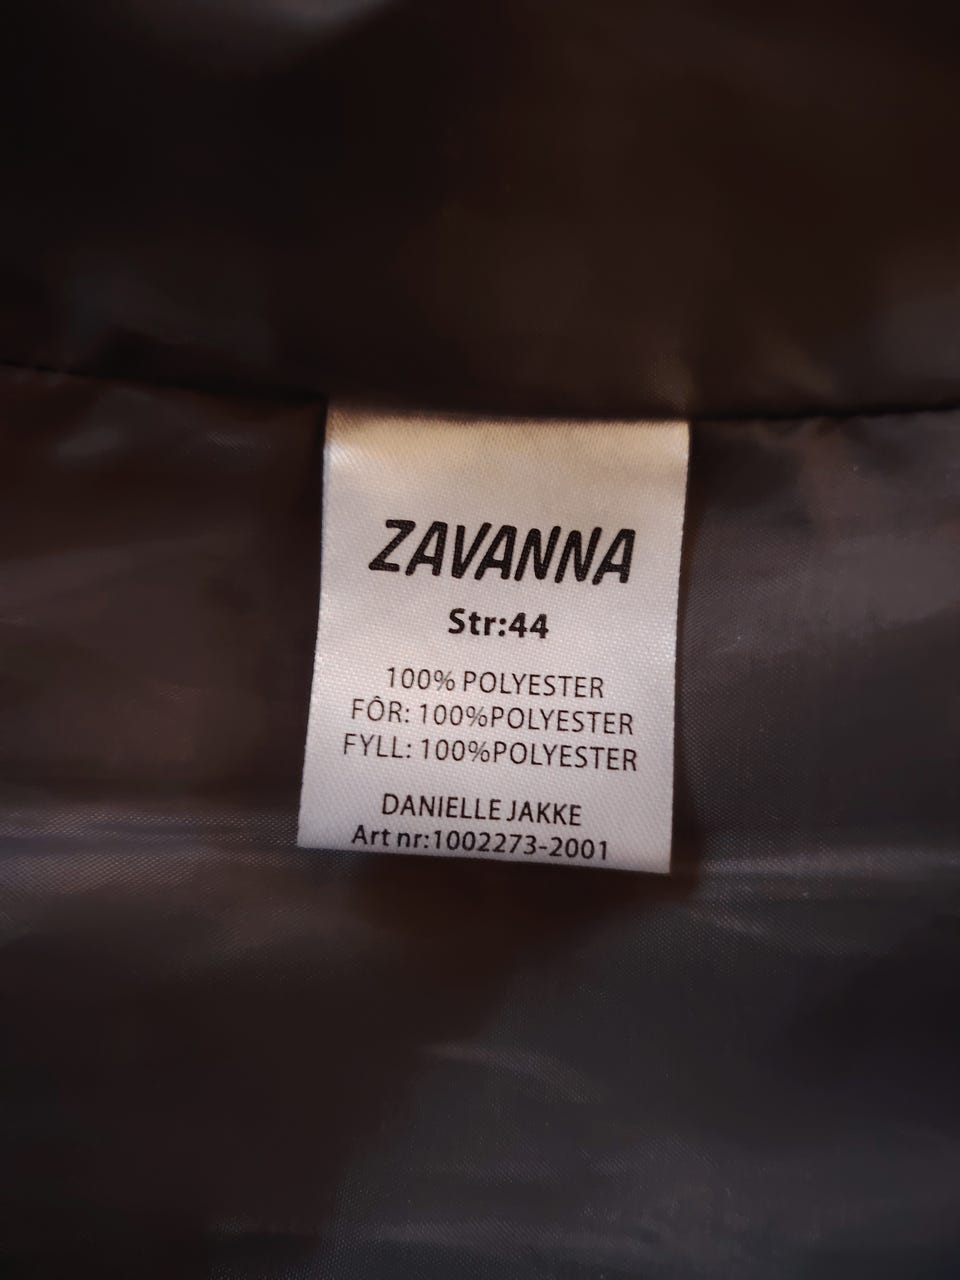 ZAVANNA
Str:44
100% POLYESTER
FÔR: 100%POLYESTER
FYLL: 100%POLYESTER
DANIELLE JAKKE
Art nr:1002273-2001